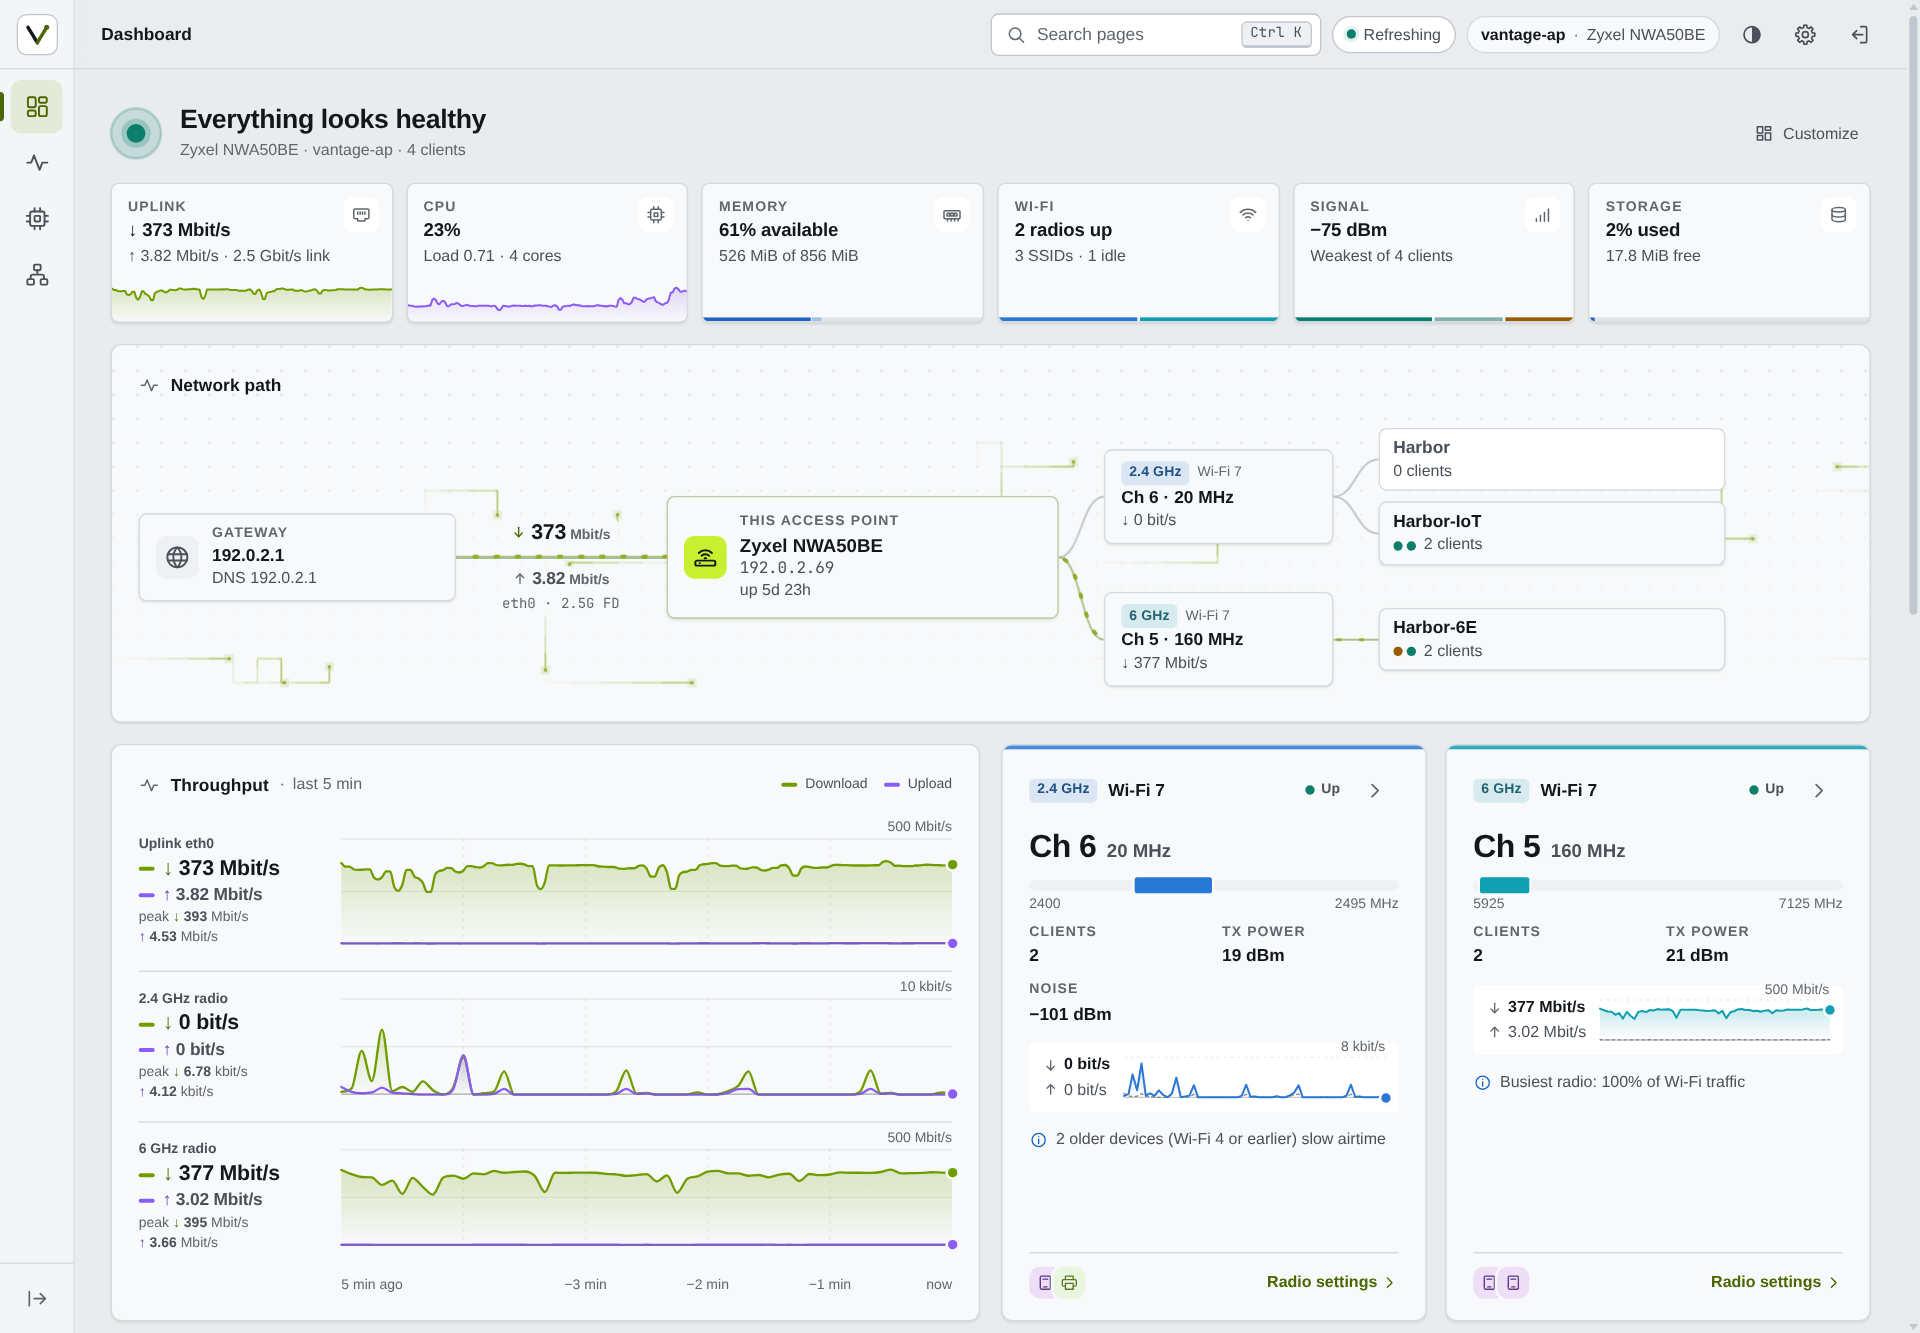 Dashboard
Search pages
Ctrl K
Refreshing
vantage-ap · Zyxel NWA50BE
Everything looks healthy
Zyxel NWA50BE · vantage-ap · 4 clients
Customize
UPLINK
↓ 373 Mbit/s
↑ 3.82 Mbit/s · 2.5 Gbit/s link
CPU
23%
Load 0.71 · 4 cores
MEMORY
61% available
526 MiB of 856 MiB
WI-FI
2 radios up
3 SSIDs · 1 idle
SIGNAL
−75 dBm
Weakest of 4 clients
STORAGE
2% used
17.8 MiB free
Network path
GATEWAY
192.0.2.1
DNS 192.0.2.1
↓ 373 Mbit/s
↑ 3.82 Mbit/s
eth0 · 2.5G FD
THIS ACCESS POINT
Zyxel NWA50BE
192.0.2.69
up 5d 23h
2.4 GHz Wi-Fi 7
Ch 6 · 20 MHz
↓ 0 bit/s
6 GHz Wi-Fi 7
Ch 5 · 160 MHz
↓ 377 Mbit/s
Harbor
0 clients
Harbor-IoT
2 clients
Harbor-6E
2 clients
Throughput · last 5 min
Download
Upload
500 Mbit/s
Uplink eth0
↓ 373 Mbit/s
↑ 3.82 Mbit/s
peak ↓ 393 Mbit/s
↑ 4.53 Mbit/s
10 kbit/s
2.4 GHz radio
↓ 0 bit/s
↑ 0 bit/s
peak ↓ 6.78 kbit/s
↑ 4.12 kbit/s
500 Mbit/s
6 GHz radio
↓ 377 Mbit/s
↑ 3.02 Mbit/s
peak ↓ 395 Mbit/s
↑ 3.66 Mbit/s
5 min ago
−3 min
−2 min
−1 min
now
2.4 GHz Wi-Fi 7
Up
Ch 6 20 MHz
2400
2495 MHz
CLIENTS
2
TX POWER
19 dBm
NOISE
−101 dBm
8 kbit/s
↓ 0 bit/s
↑ 0 bit/s
2 older devices (Wi-Fi 4 or earlier) slow airtime
Radio settings
6 GHz Wi-Fi 7
Up
Ch 5 160 MHz
5925
7125 MHz
CLIENTS
2
TX POWER
21 dBm
500 Mbit/s
↓ 377 Mbit/s
↑ 3.02 Mbit/s
Busiest radio: 100% of Wi-Fi traffic
Radio settings